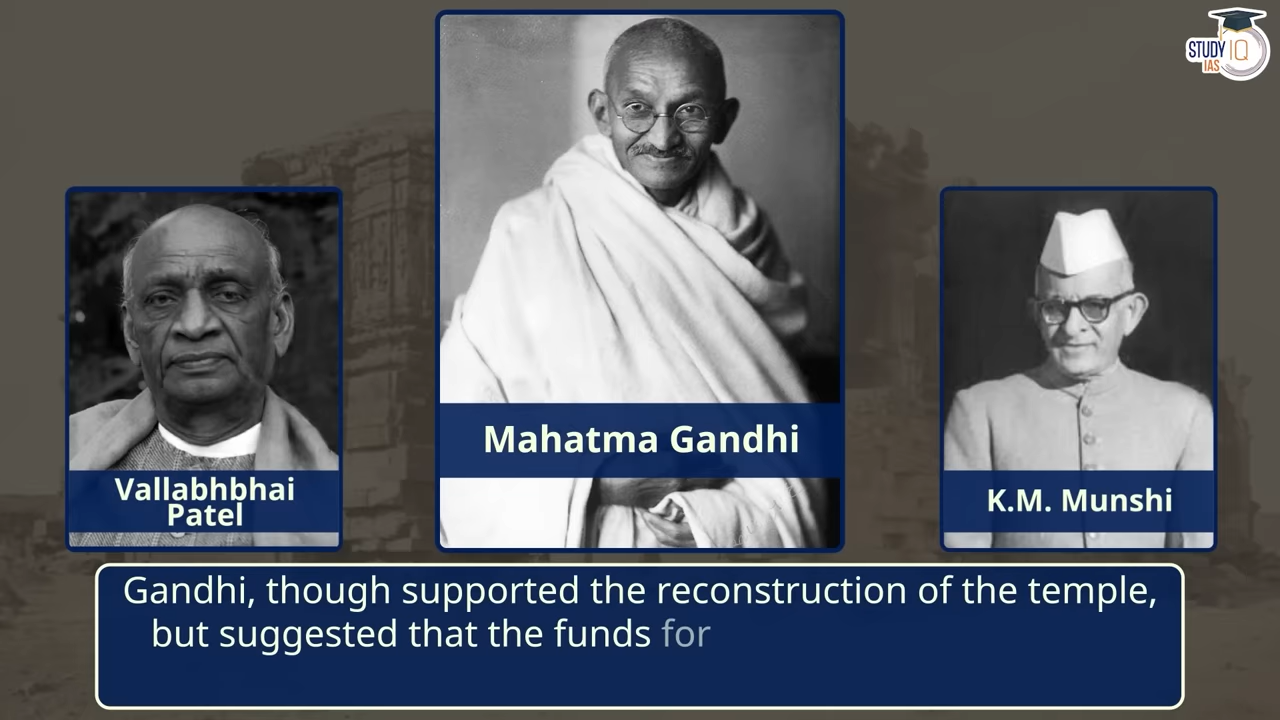 STUDY IQ
IAS
Mahatma Gandhi
Vallabhbhai
Patel
K.M. Munshi
Gandhi, though supported the reconstruction of the temple,
but suggested that the funds for